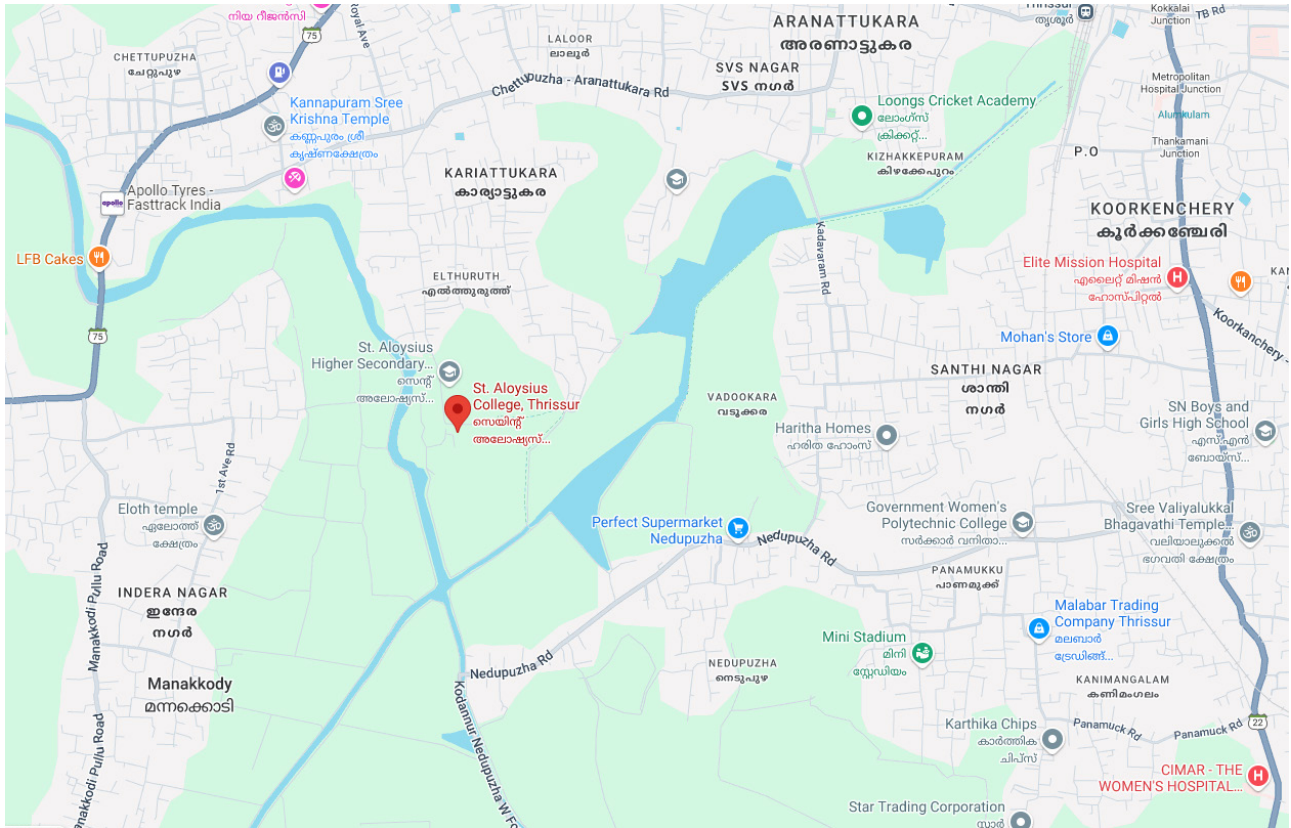 നിയ റീജൻസി
75
Royal Ave
CHETTUPUZHA
ചേറ്റുപുഴ
LALOOR
ലാലൂർ
ARANATTUKARA
അരണാട്ടുകര
Thrissur
തൃശൂർ
Kokkalai
Junction
TB Rd
SVS NAGAR
SVS നഗർ
Chettupuzha - Aranattukara Rd
Metropolitan
Hospital Junction
Alumkulam
Thankamani
Junction
P.O
Kannapuram Sree
Krishna Temple
കണ്ണപുരം ശ്രീ
കൃഷ്ണക്ഷേത്രം
Loongs Cricket Academy
ലോംഗ്സ്
ക്രിക്കറ്റ്...
KIZHAKKEPURAM
കിഴക്കേപുറം
KARIATTUKARA
കാര്യാട്ടുകര
Apollo Tyres -
Fasttrack India
apollo
KOORKENCHERY
കൂർക്കഞ്ചേരി
Kadavaram Rd
LFB Cakes
ELTHURUTH
എൽത്തുരുത്ത്
Elite Mission Hospital
എലൈറ്റ് മിഷൻ
ഹോസ്പിറ്റൽ
KAN
75
Koorkanchery -
Mohan's Store
St. Aloysius
Higher Secondary...
സെന്റ്
അലോഷ്യസ്...
St. Aloysius
College, Thrissur
സെയിന്റ്
അലോഷ്യസ്...
SANTHI NAGAR
ശാന്തി
നഗർ
VADOOKARA
വടൂക്കര
Haritha Homes
ഹരിത ഹോംസ്
SN Boys and
Girls High School
എസ്.എൻ
ബോയ്സ്...
1st Ave Rd
Eloth temple
ഏലോത്ത്
ക്ഷേത്രം
Perfect Supermarket
Nedupuzha
Nedupuzha Rd
Government Women's
Polytechnic College
സർക്കാർ വനിതാ...
Sree Valiyalukkal
Bhagavathi Temple...
വലിയാലുക്കൽ
ഭഗവതി ക്ഷേത്രം
Manakkodi Pullu Road
PANAMUKKU
പാണമുക്ക്
INDERA NAGAR
ഇന്ദേര
നഗർ
Malabar Trading
Company Thrissur
മലബാർ
ട്രേഡിങ്ങ്...
Mini Stadium
മിനി
സ്റ്റേഡിയം
Nedupuzha Rd
NEDUPUZHA
നെടുപുഴ
Manakkody
മന്നക്കൊടി
KANIMANGALAM
കണിമംഗലം
Kodannur Nedupuzha W Fo
Manakkodi Pullu Road
Karthika Chips
കാർത്തിക
ചിപ്സ്
Panamuck Rd
Panamuck Rd
22
CIMAR - THE
WOMEN'S HOSPITAL...
Star Trading Corporation
സ്റ്റാർ